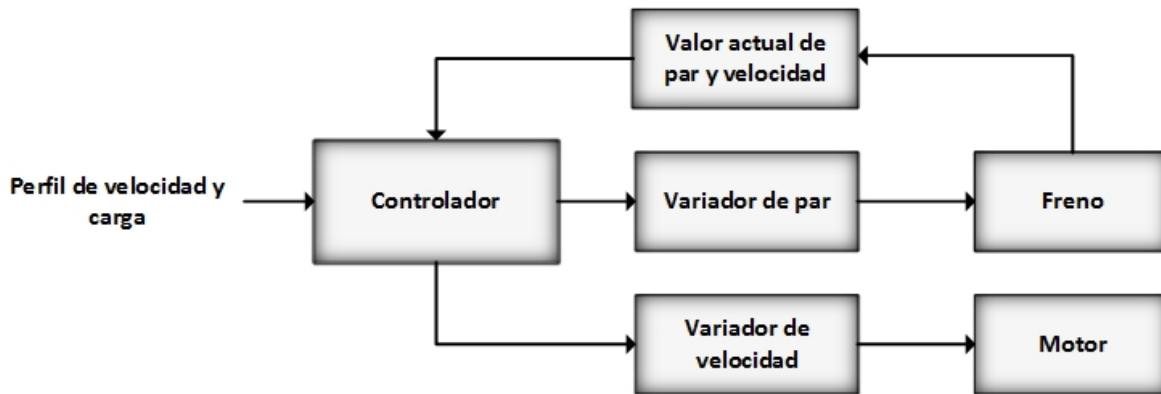 Valor actual de
par y velocidad
Perfil de velocidad y
carga
Controlador
Variador de par
Freno
Variador de
velocidad
Motor